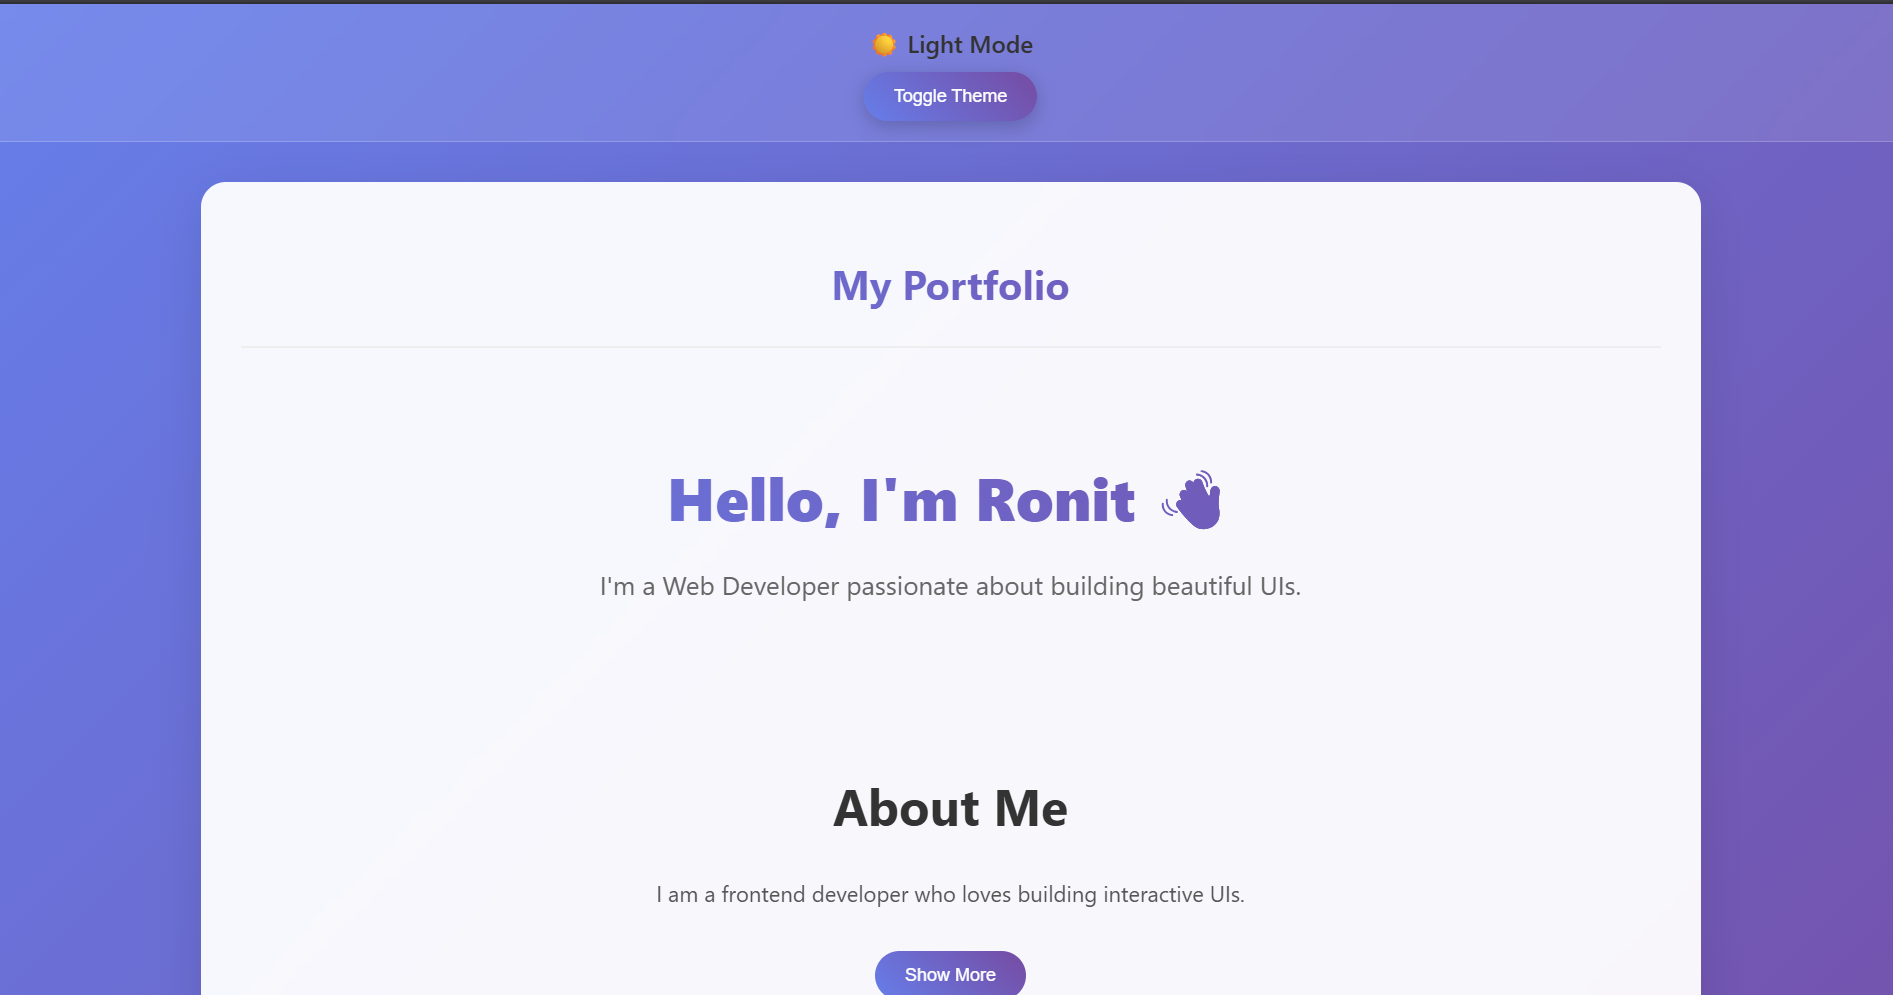 ☀️ Light Mode
Toggle Theme
My Portfolio
Hello, I'm Ronit 👋
I'm a Web Developer passionate about building beautiful UIs.
About Me
I am a frontend developer who loves building interactive UIs.
Show More